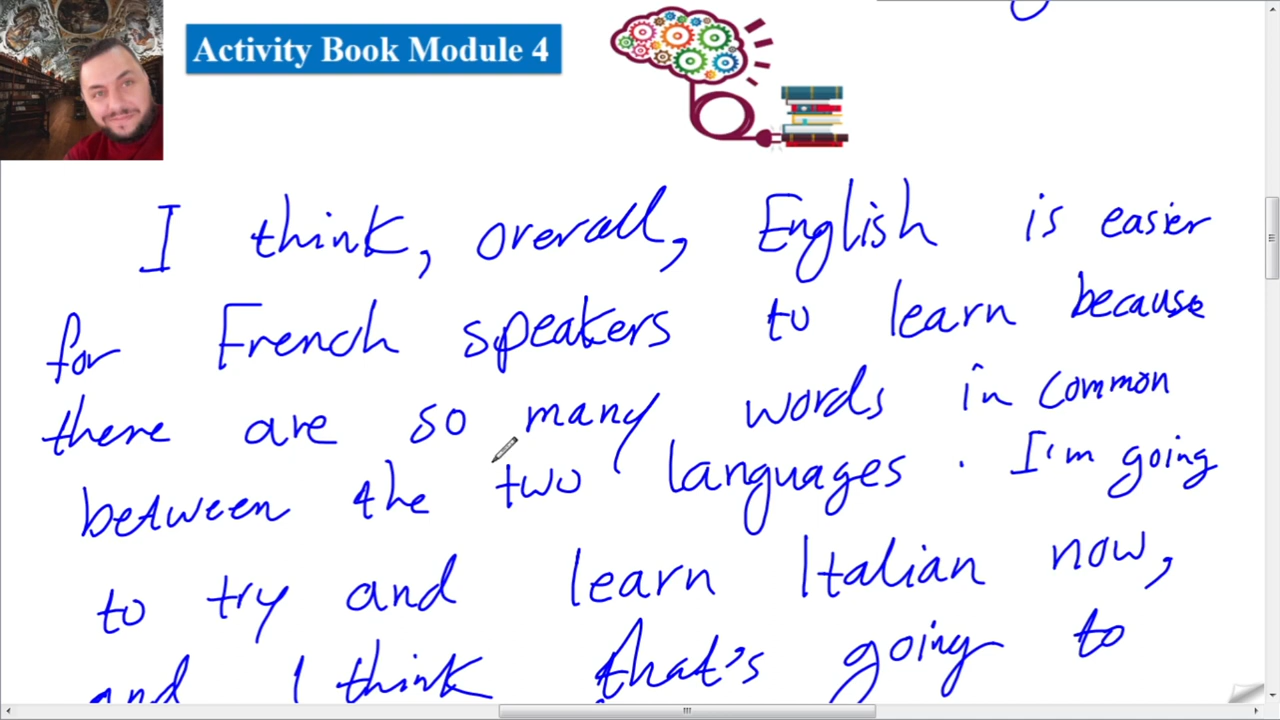 Activity Book Module 4
I think, overall, English is easier
for French speakers to learn because
there are so many words in common
between the two languages. I'm going
to try and learn Italian now,
and I think that's going to